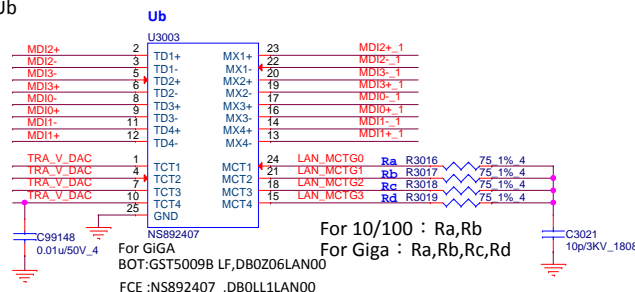 Ub
Ub
U3003
MDI2+ 2 TD1+ MX1+ 23 MDI2+_1
MDI2- 3 TD1- MX1- 22 MDI2-_1
MDI3- 5 TD2+ MX2+ 20 MDI3-_1
MDI3+ 6 TD2- MX2- 19 MDI3+_1
MDI0- 8 TD3+ MX3+ 17 MDI0-_1
MDI0+ 9 TD3- MX3- 16 MDI0+_1
MDI1- 11 TD4+ MX4+ 14 MDI1-_1
MDI1+ 12 TD4- MX4- 13 MDI1+_1
TRA_V_DAC 1 TCT1 MCT1 24 LAN_MCTG0 Ra R3016 75_1%_4
TRA_V_DAC 4 TCT2 MCT2 21 LAN_MCTG1 Rb R3017 75_1%_4
TRA_V_DAC 7 TCT3 MCT3 18 LAN_MCTG2 Rc R3018 75_1%_4
TRA_V_DAC 10 TCT4 MCT4 15 LAN_MCTG3 Rd R3019 75_1%_4
25 GND
NS892407
C99148
0.01u/50V_4
For 10/100：Ra,Rb
For Giga：Ra,Rb,Rc,Rd
C3021
10p/3KV_1808
For GiGA
BOT:GST5009B LF,DB0Z06LAN00
FCE :NS892407 ,DB0LL1LAN00